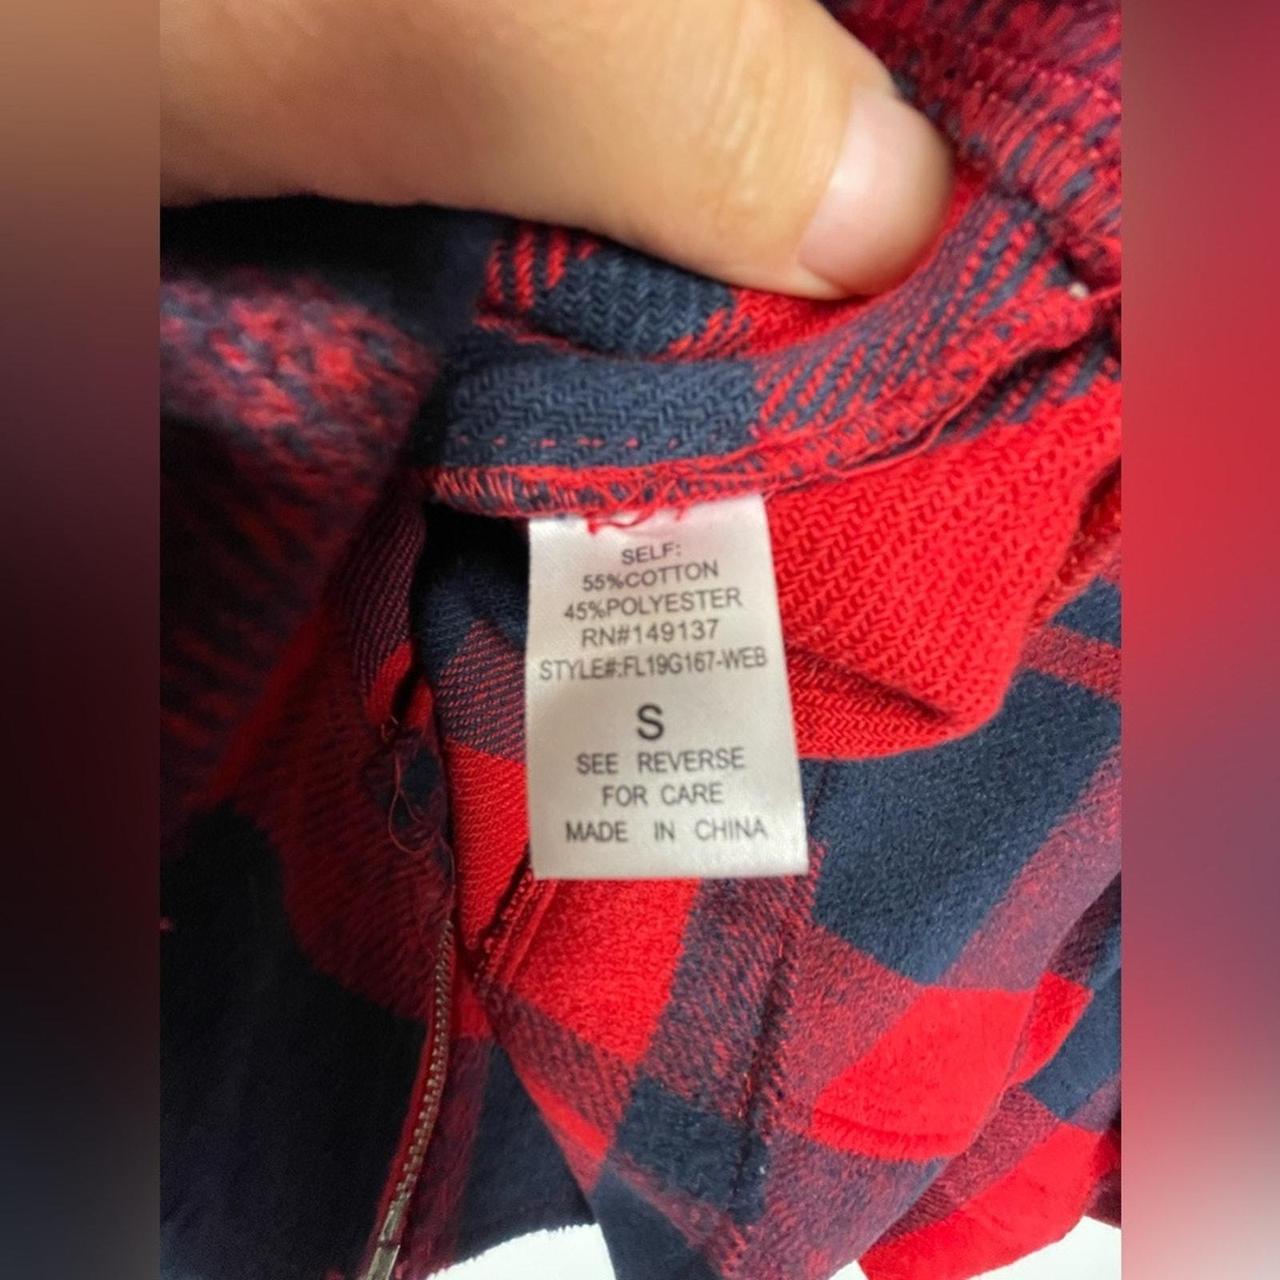 SELF:
55%COTTON
45%POLYESTER
RN#149137
STYLE#:FL19G167-WEB
S
SEE REVERSE
FOR CARE
MADE IN CHINA